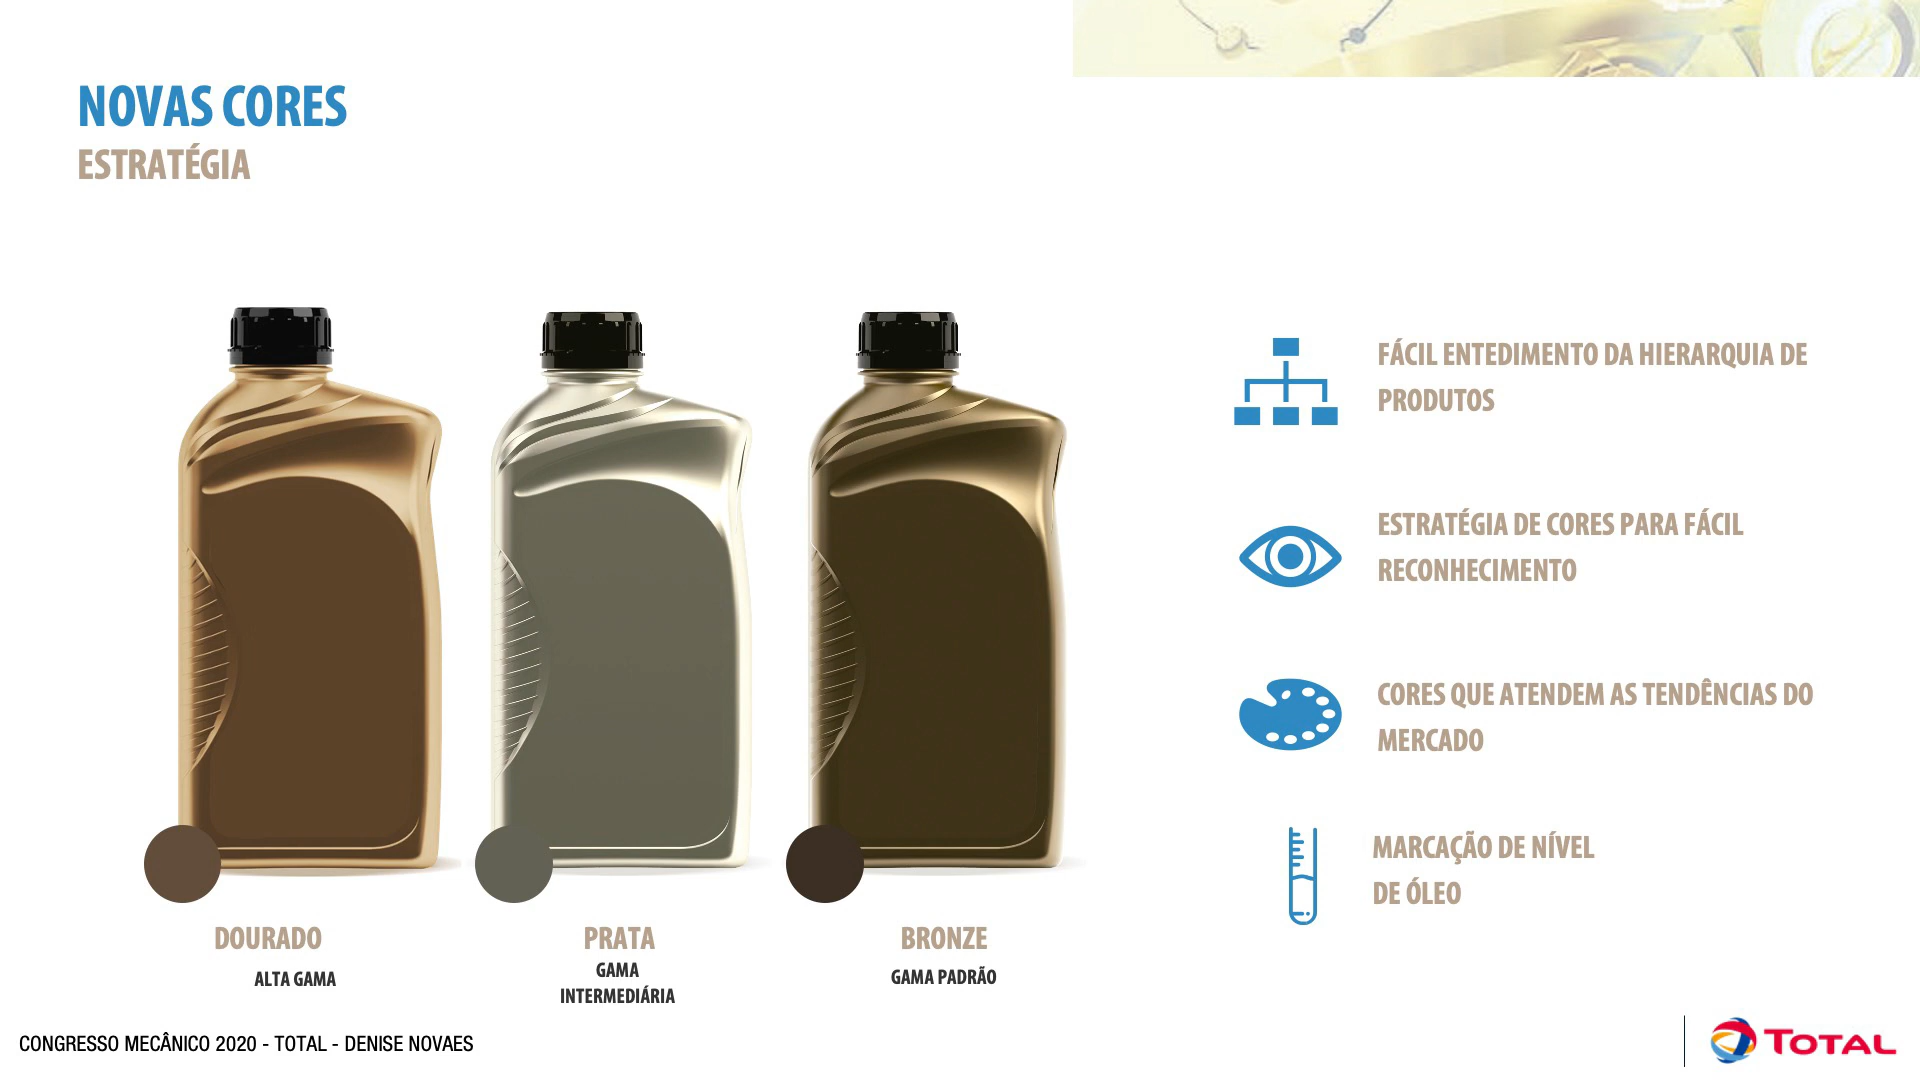 NOVAS CORES
ESTRATÉGIA
FÁCIL ENTEDIMENTO DA HIERARQUIA DE
PRODUTOS
ESTRATÉGIA DE CORES PARA FÁCIL
RECONHECIMENTO
CORES QUE ATENDEM AS TENDÊNCIAS DO
MERCADO
MARCAÇÃO DE NÍVEL
DE ÓLEO
DOURADO
ALTA GAMA
PRATA
GAMA
INTERMEDIÁRIA
BRONZE
GAMA PADRÃO
CONGRESSO MECÂNICO 2020 - TOTAL - DENISE NOVAES
TOTAL